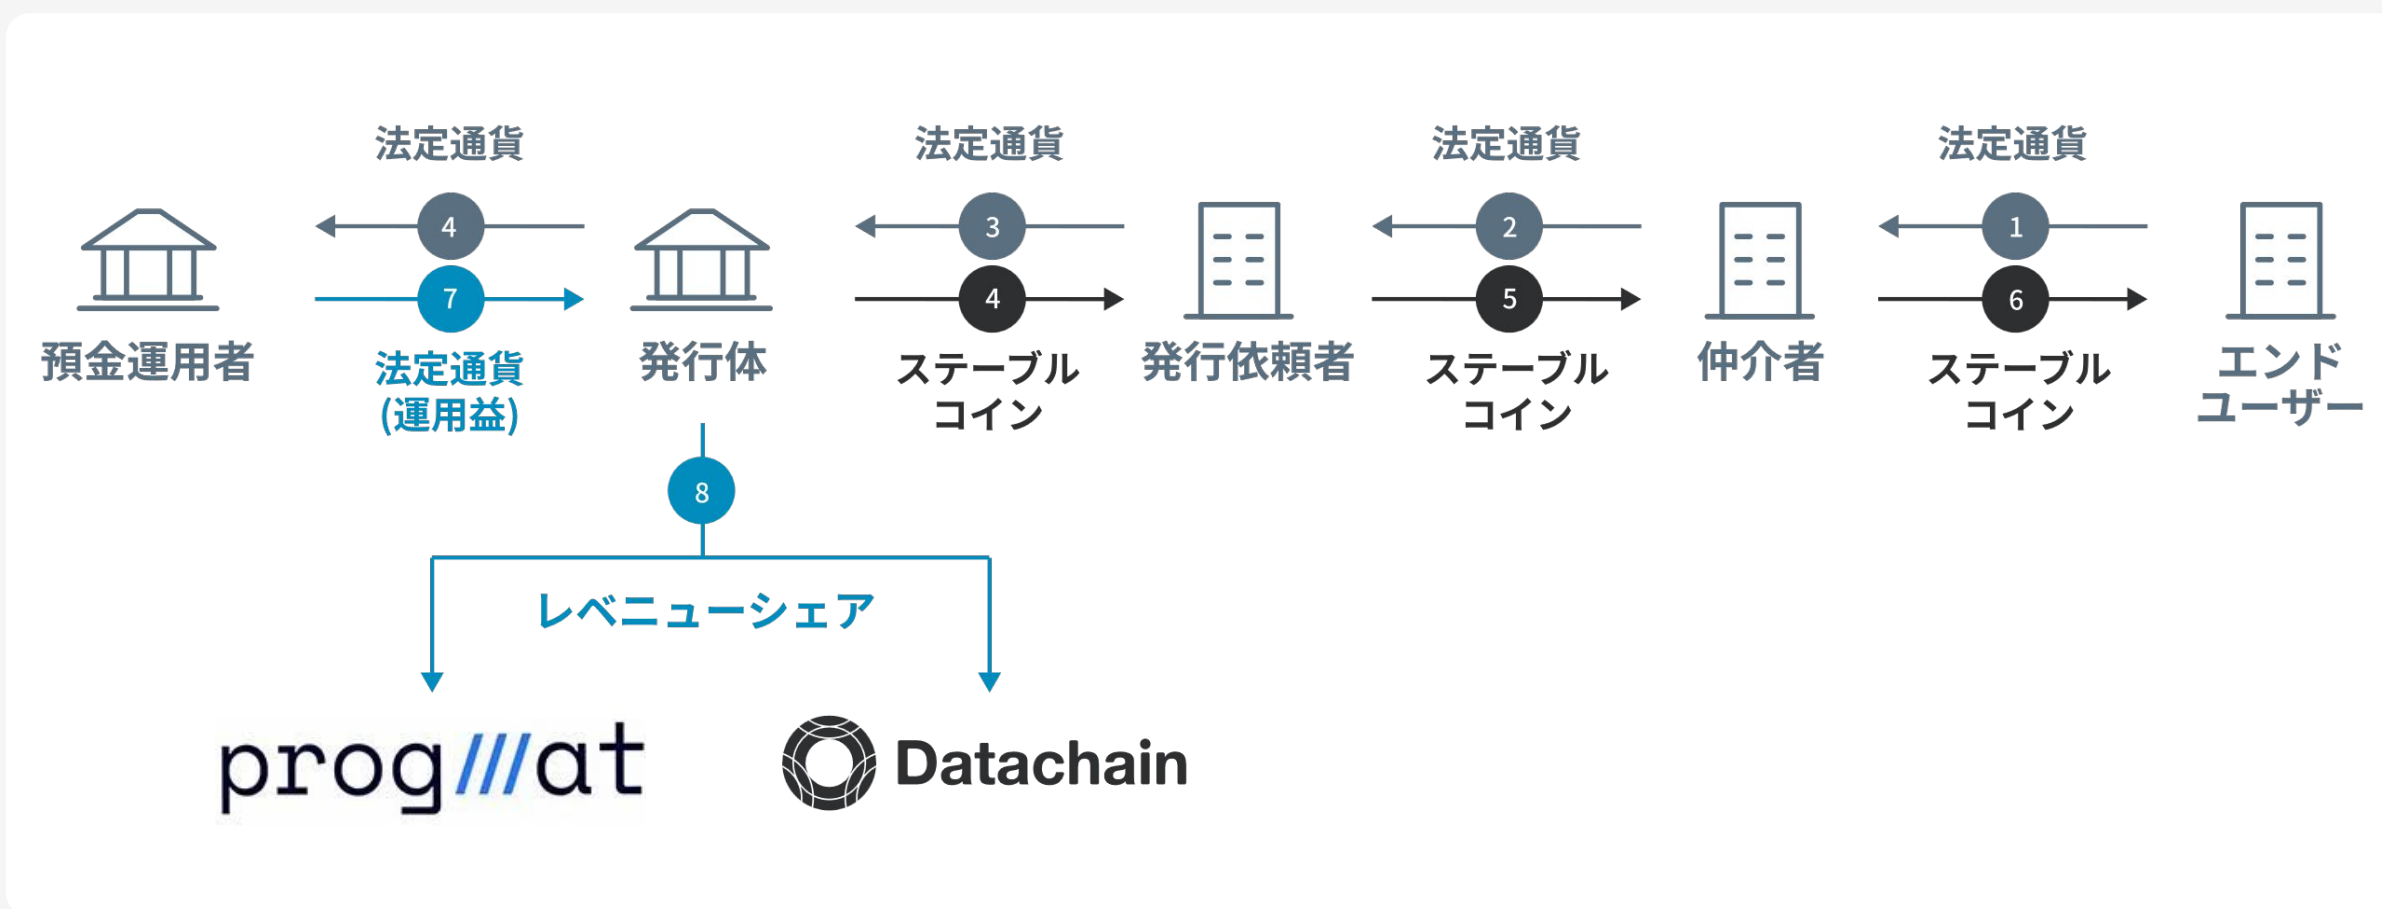 法定通貨
法定通貨
法定通貨
法定通貨
4
3
2
1
7
4
5
6
預金運用者
法定通貨
(運用益)
発行体
ステーブル
コイン
発行依頼者
ステーブル
コイン
仲介者
ステーブル
コイン
エンド
ユーザー
8
レベニューシェア
progmat
Datachain